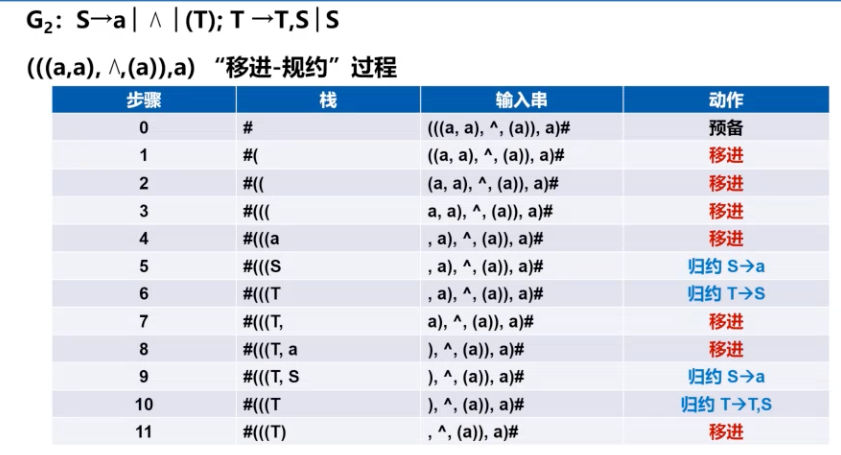 G₂：S→a| ∧ |(T); T →T,S|S
(((a,a), ∧,(a)),a) “移进-规约”过程
步骤 栈 输入串 动作
0 # (((a, a), ^, (a)), a)# 预备
1 #( ((a, a), ^, (a)), a)# 移进
2 #(( (a, a), ^, (a)), a)# 移进
3 #((( a, a), ^, (a)), a)# 移进
4 #(((a , a), ^, (a)), a)# 移进
5 #(((S , a), ^, (a)), a)# 归约 S→a
6 #(((T , a), ^, (a)), a)# 归约 T→S
7 #(((T, a), ^, (a)), a)# 移进
8 #(((T, a ), ^, (a)), a)# 移进
9 #(((T, S ), ^, (a)), a)# 归约 S→a
10 #(((T ), ^, (a)), a)# 归约 T→T,S
11 #(((T) , ^, (a)), a)# 移进